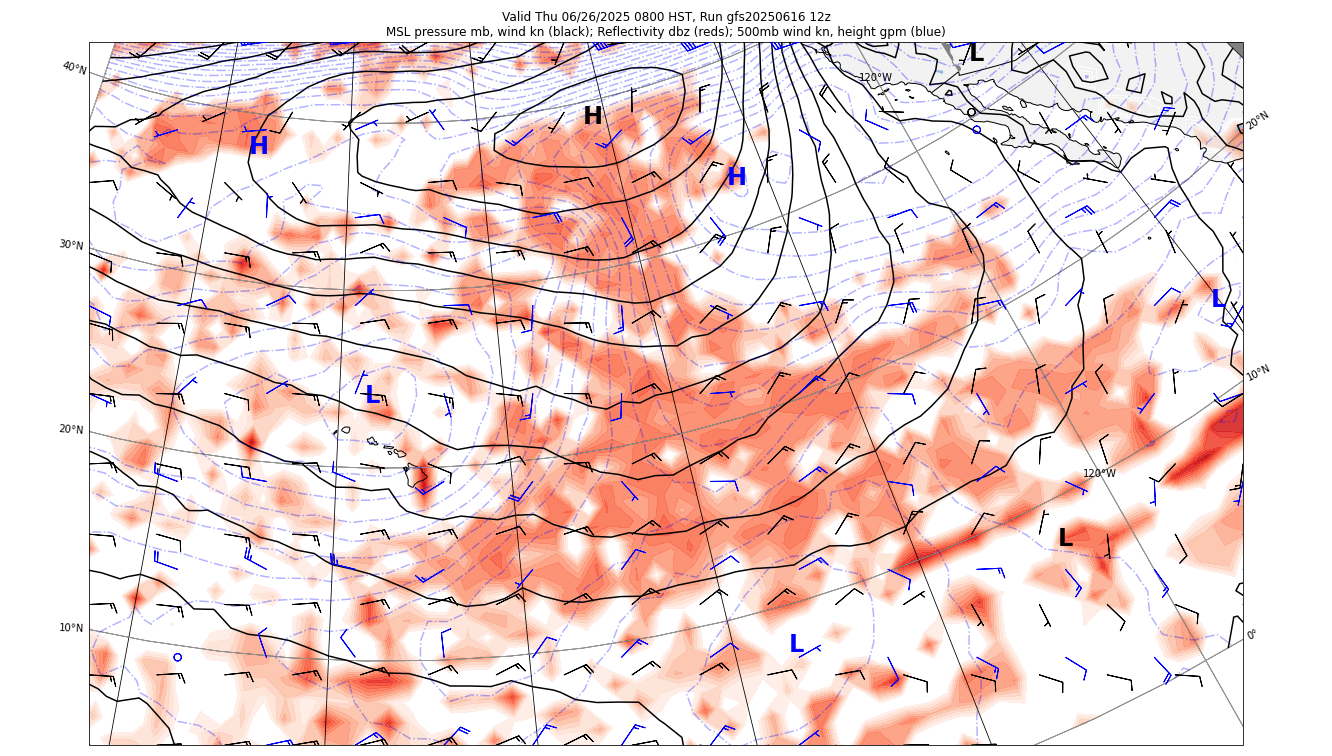 Valid Thu 06/26/2025 0800 HST, Run gfs20250616 12z
MSL pressure mb, wind kn (black); Reflectivity dbz (reds); 500mb wind kn, height gpm (blue)
L
40°N
120°W
H
20°N
H
H
30°N
L
10°N
L
20°N
120°W
L
10°N
0°
L